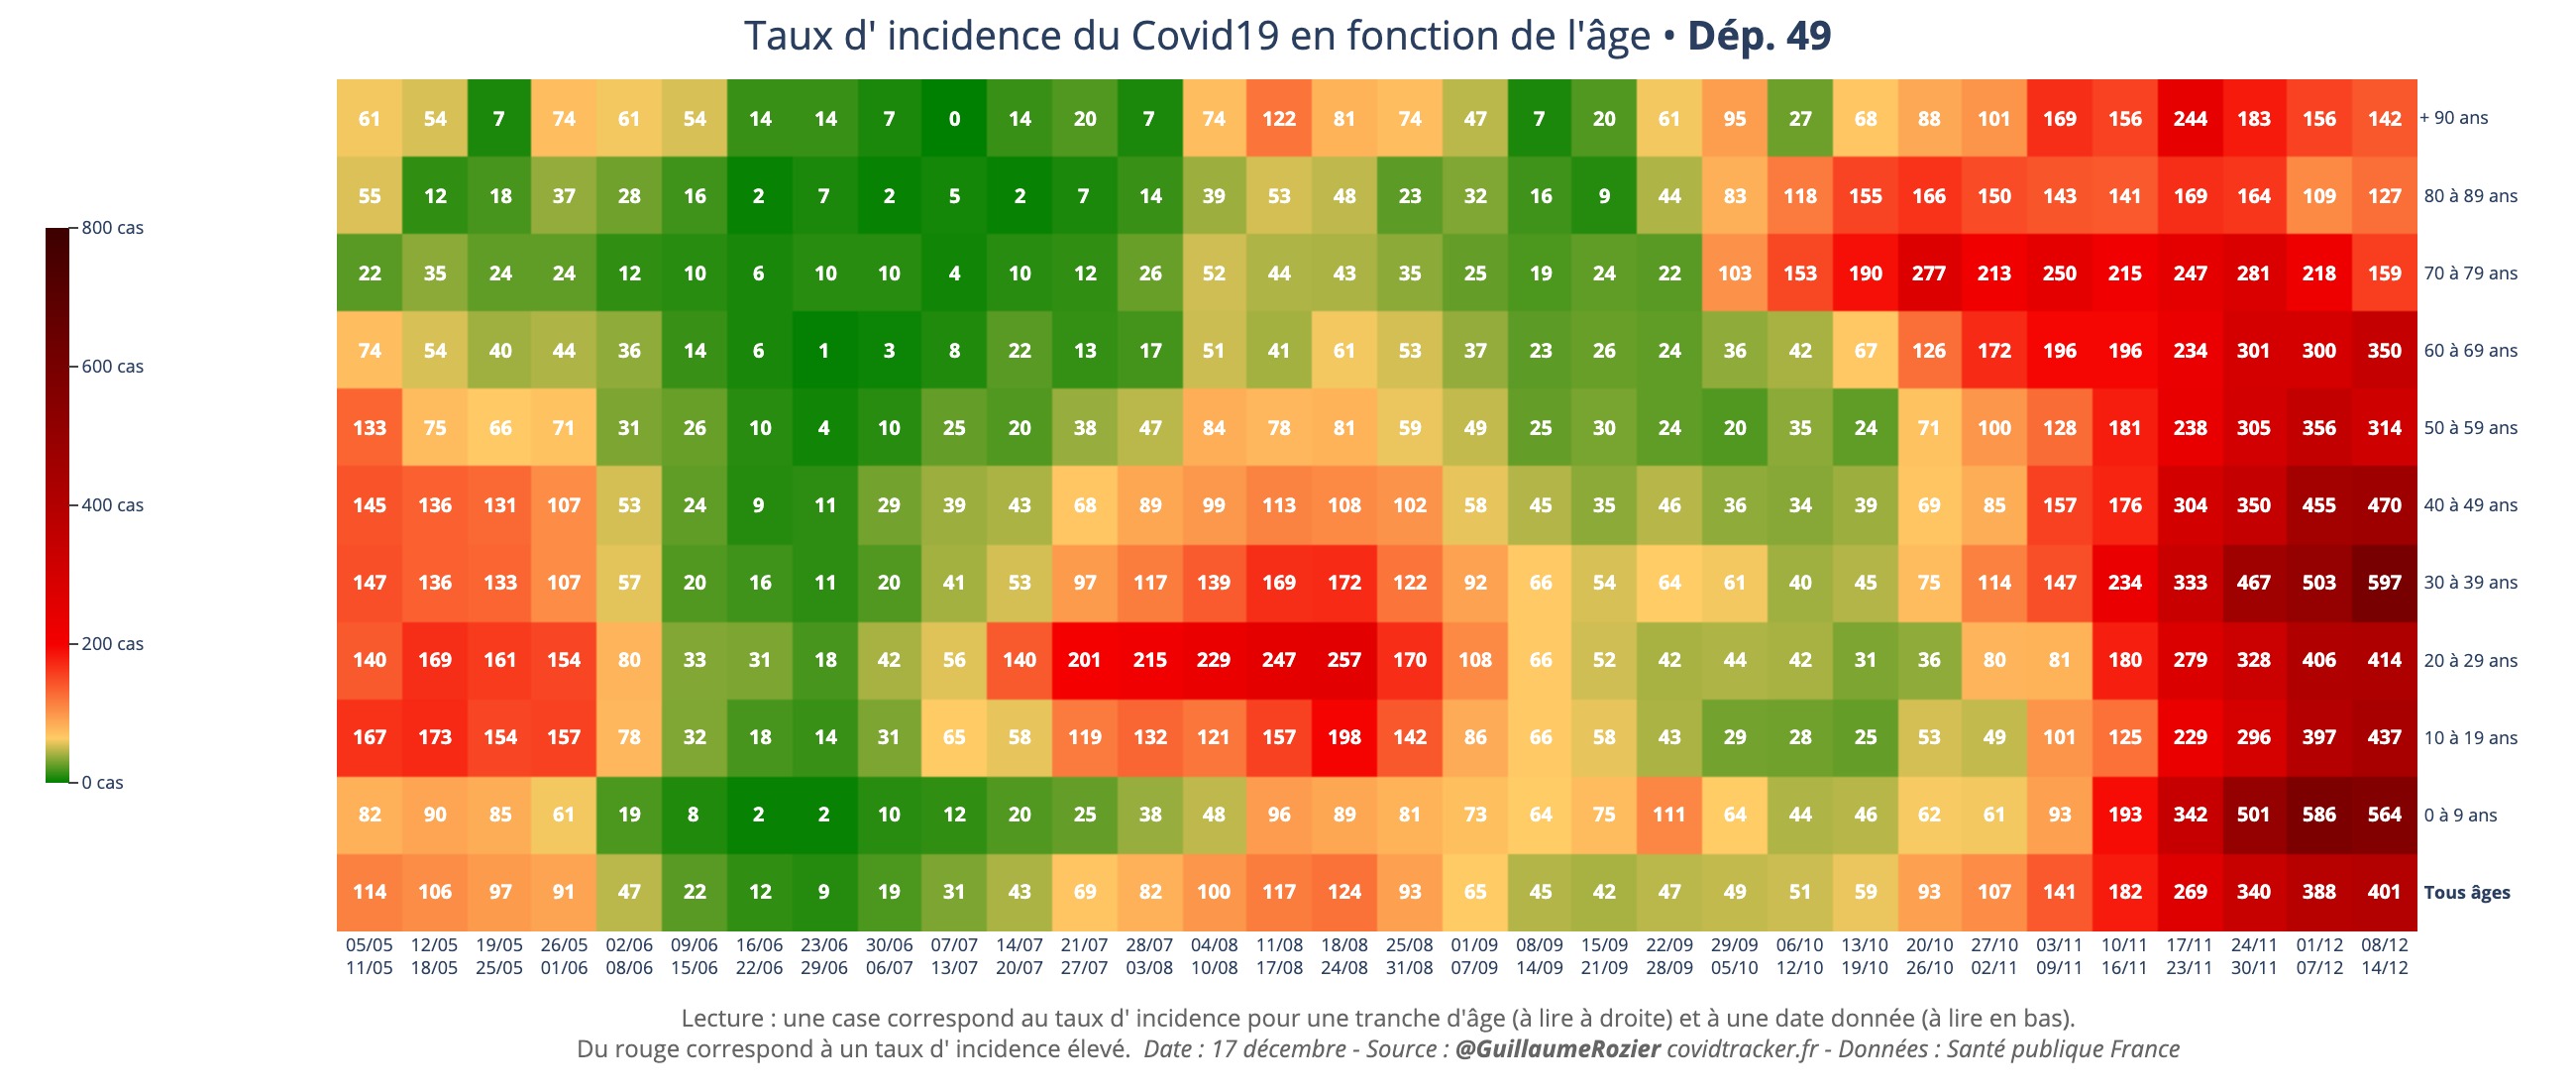 Taux d' incidence du Covid19 en fonction de l'âge • Dép. 49
800 cas
600 cas
400 cas
200 cas
0 cas
61 54 7 74 61 54 14 14 7 0 14 20 7 74 122 81 74 47 7 20 61 95 27 68 88 101 169 156 244 183 156 142 + 90 ans
55 12 18 37 28 16 2 7 2 5 2 7 14 39 53 48 23 32 16 9 44 83 118 155 166 150 143 141 169 164 109 127 80 à 89 ans
22 35 24 24 12 10 6 10 10 4 10 12 26 52 44 43 35 25 19 24 22 103 153 190 277 213 250 215 247 281 218 159 70 à 79 ans
74 54 40 44 36 14 6 1 3 8 22 13 17 51 41 61 53 37 23 26 24 36 42 67 126 172 196 196 234 301 300 350 60 à 69 ans
133 75 66 71 31 26 10 4 10 25 20 38 47 84 78 81 59 49 25 30 24 20 35 24 71 100 128 181 238 305 356 314 50 à 59 ans
145 136 131 107 53 24 9 11 29 39 43 68 89 99 113 108 102 58 45 35 46 36 34 39 69 85 157 176 304 350 455 470 40 à 49 ans
147 136 133 107 57 20 16 11 20 41 53 97 117 139 169 172 122 92 66 54 64 61 40 45 75 114 147 234 333 467 503 597 30 à 39 ans
140 169 161 154 80 33 31 18 42 56 140 201 215 229 247 257 170 108 66 52 42 44 42 31 36 80 81 180 279 328 406 414 20 à 29 ans
167 173 154 157 78 32 18 14 31 65 58 119 132 121 157 198 142 86 66 58 43 29 28 25 53 49 101 125 229 296 397 437 10 à 19 ans
82 90 85 61 19 8 2 2 10 12 20 25 38 48 96 89 81 73 64 75 111 64 44 46 62 61 93 193 342 501 586 564 0 à 9 ans
114 106 97 91 47 22 12 9 19 31 43 69 82 100 117 124 93 65 45 42 47 49 51 59 93 107 141 182 269 340 388 401 Tous âges
05/05 12/05 19/05 26/05 02/06 09/06 16/06 23/06 30/06 07/07 14/07 21/07 28/07 04/08 11/08 18/08 25/08 01/09 08/09 15/09 22/09 29/09 06/10 13/10 20/10 27/10 03/11 10/11 17/11 24/11 01/12 08/12
11/05 18/05 25/05 01/06 08/06 15/06 22/06 29/06 06/07 13/07 20/07 27/07 03/08 10/08 17/08 24/08 31/08 07/09 14/09 21/09 28/09 05/10 12/10 19/10 26/10 02/11 09/11 16/11 23/11 30/11 07/12 14/12
Lecture : une case correspond au taux d' incidence pour une tranche d'âge (à lire à droite) et à une date donnée (à lire en bas).
Du rouge correspond à un taux d' incidence élevé. Date : 17 décembre - Source : @GuillaumeRozier covidtracker.fr - Données : Santé publique France